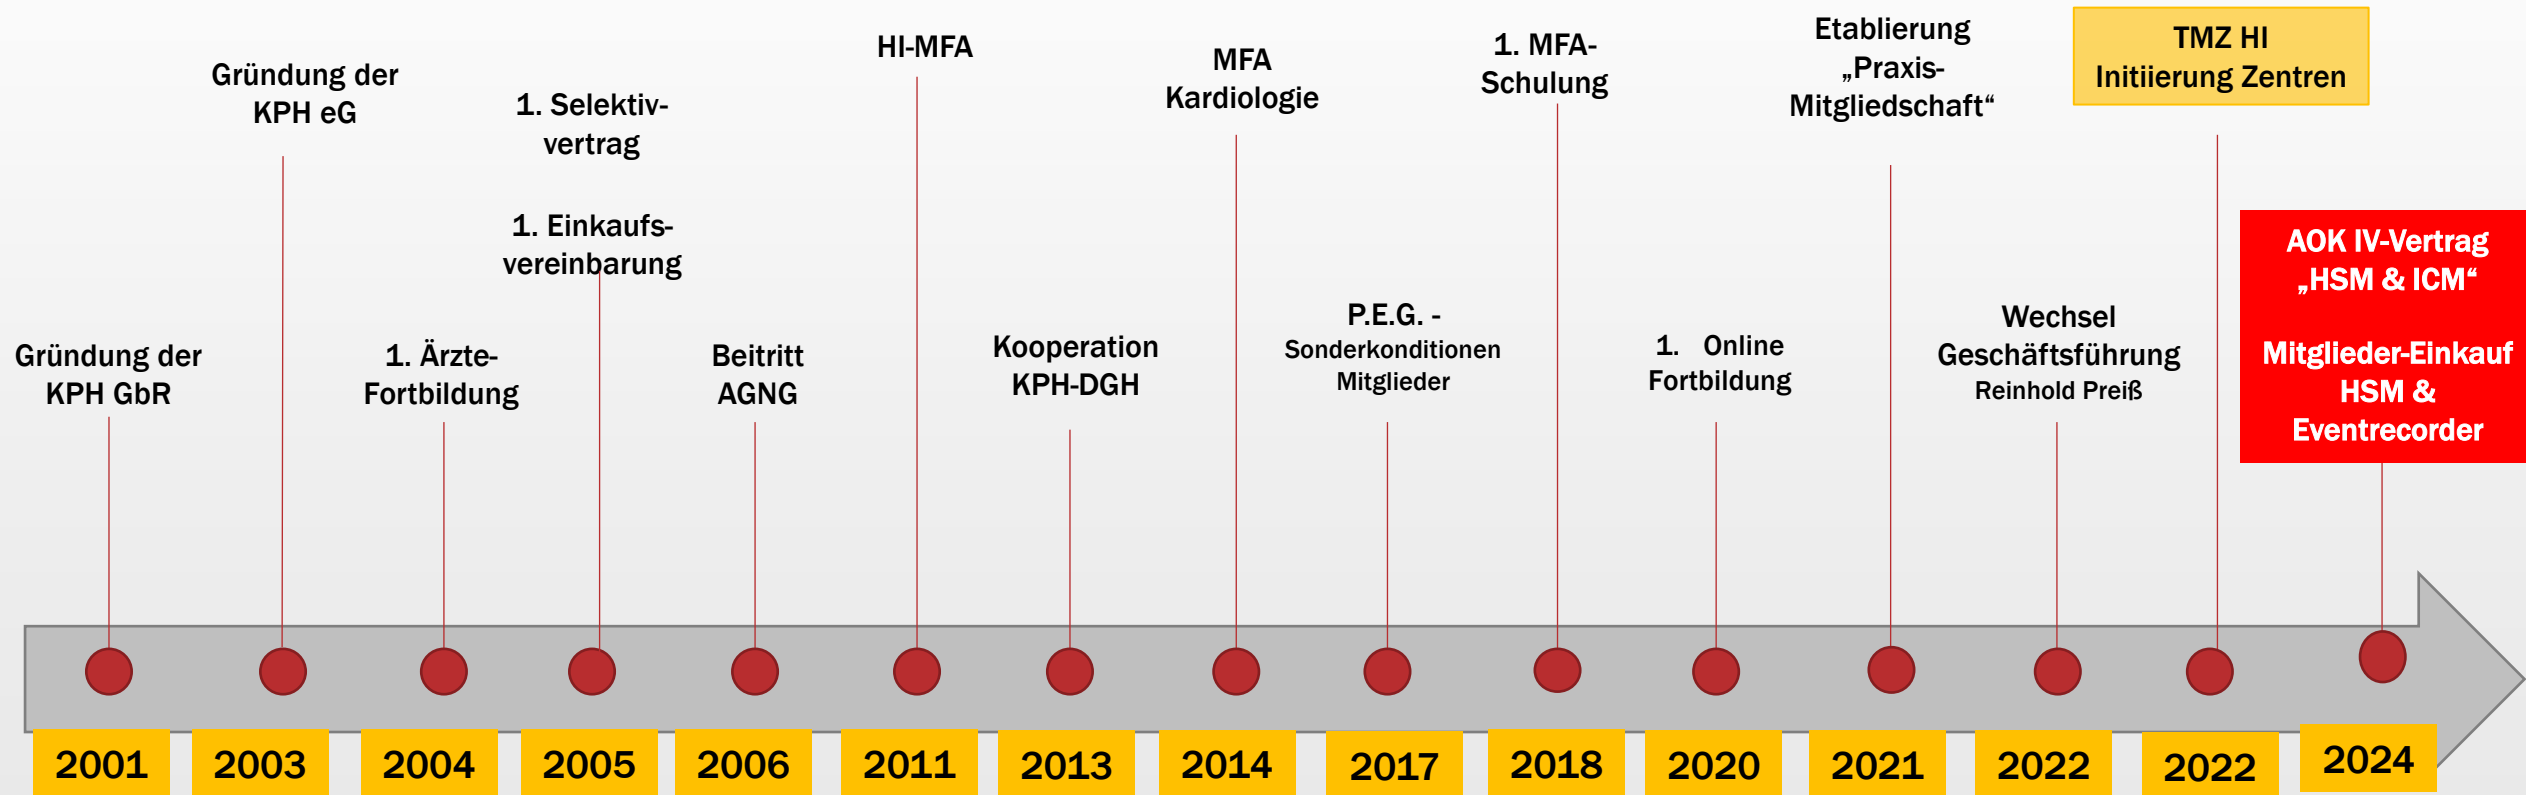 Gründung der
KPH GbR
Gründung der
KPH eG
1. Ärzte-
Fortbildung
1. Selektiv-
vertrag
1. Einkaufs-
vereinbarung
Beitritt
AGNG
HI-MFA
Kooperation
KPH-DGH
MFA
Kardiologie
P.E.G. -
Sonderkonditionen
Mitglieder
1. MFA-
Schulung
1. Online
Fortbildung
Etablierung
„Praxis-
Mitgliedschaft“
Wechsel
Geschäftsführung
Reinhold Preiß
TMZ HI
Initiierung Zentren
AOK IV-Vertrag
„HSM & ICM“
Mitglieder-Einkauf
HSM &
Eventrecorder
2001
2003
2004
2005
2006
2011
2013
2014
2017
2018
2020
2021
2022
2022
2024